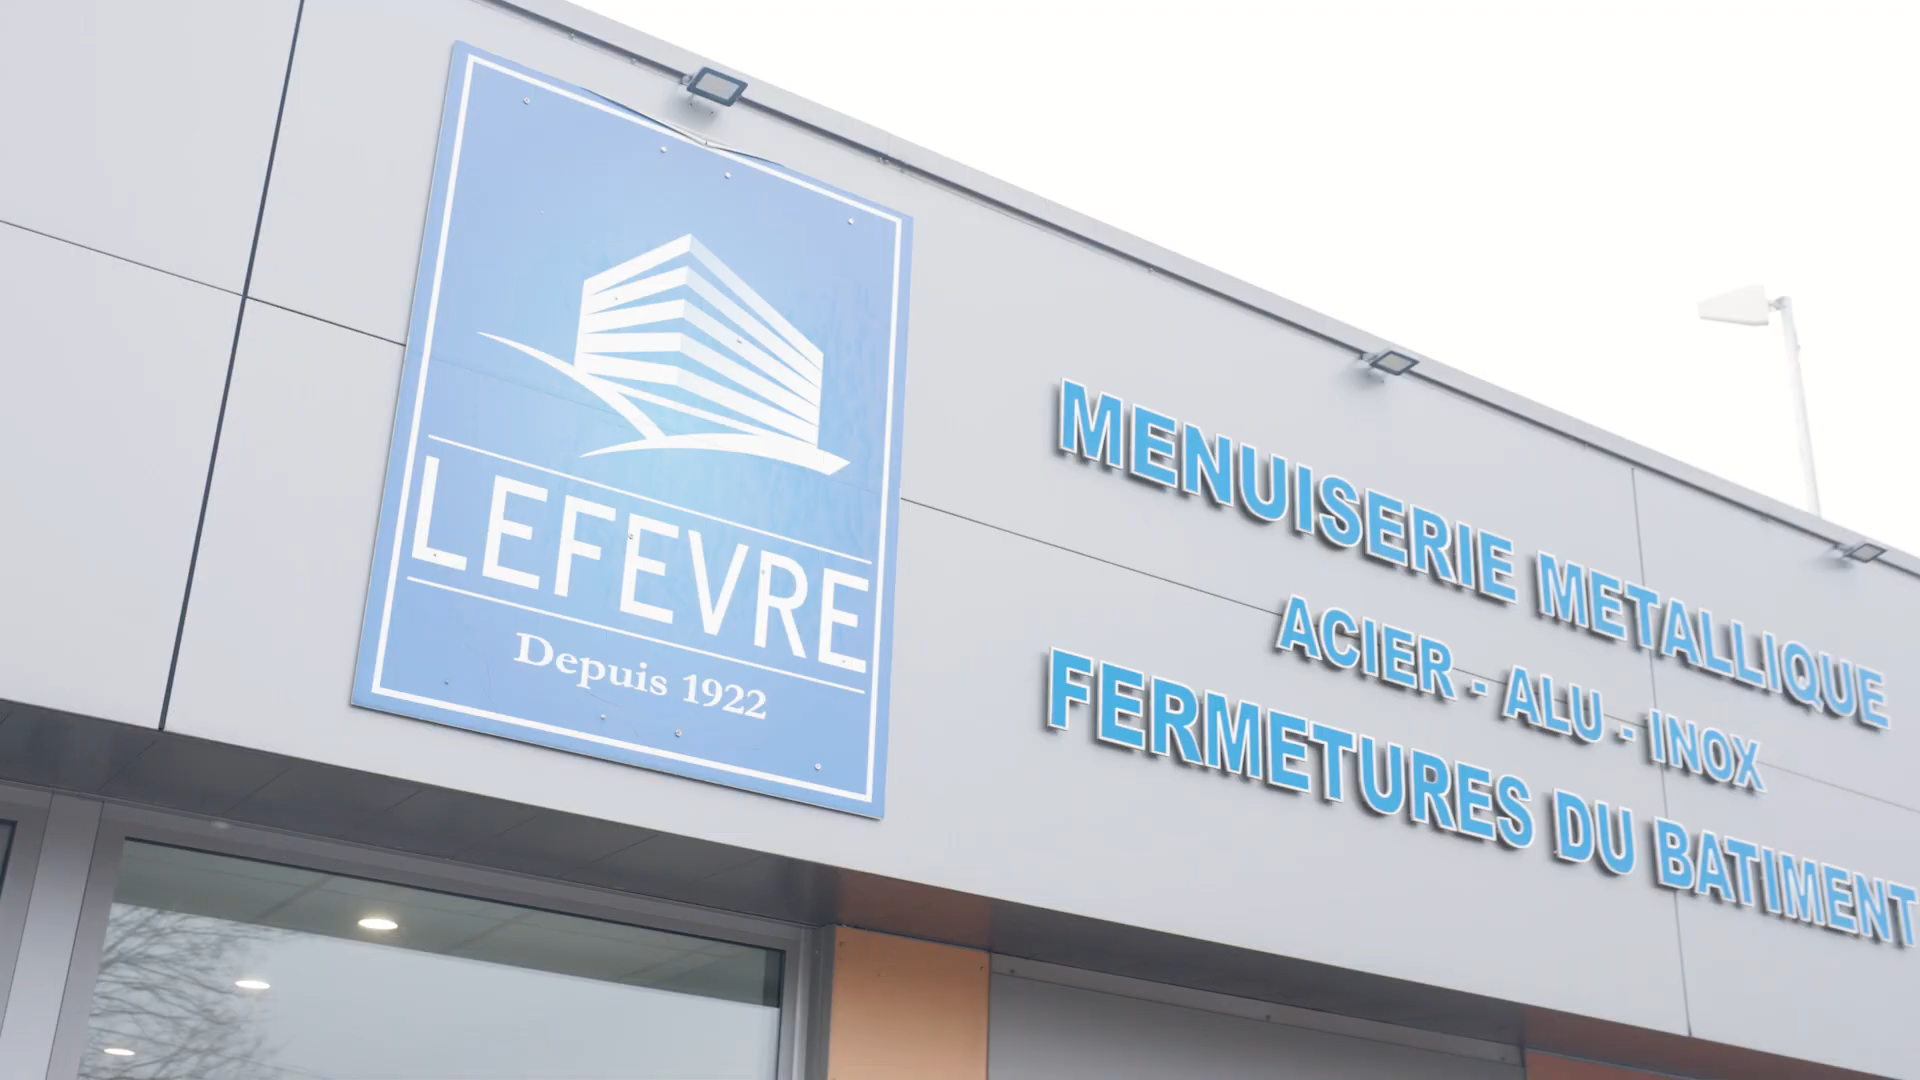 LEFEVRE
Depuis 1922
MENUISERIE METALLIQUE
ACIER - ALU - INOX
FERMETURES DU BATIMENT